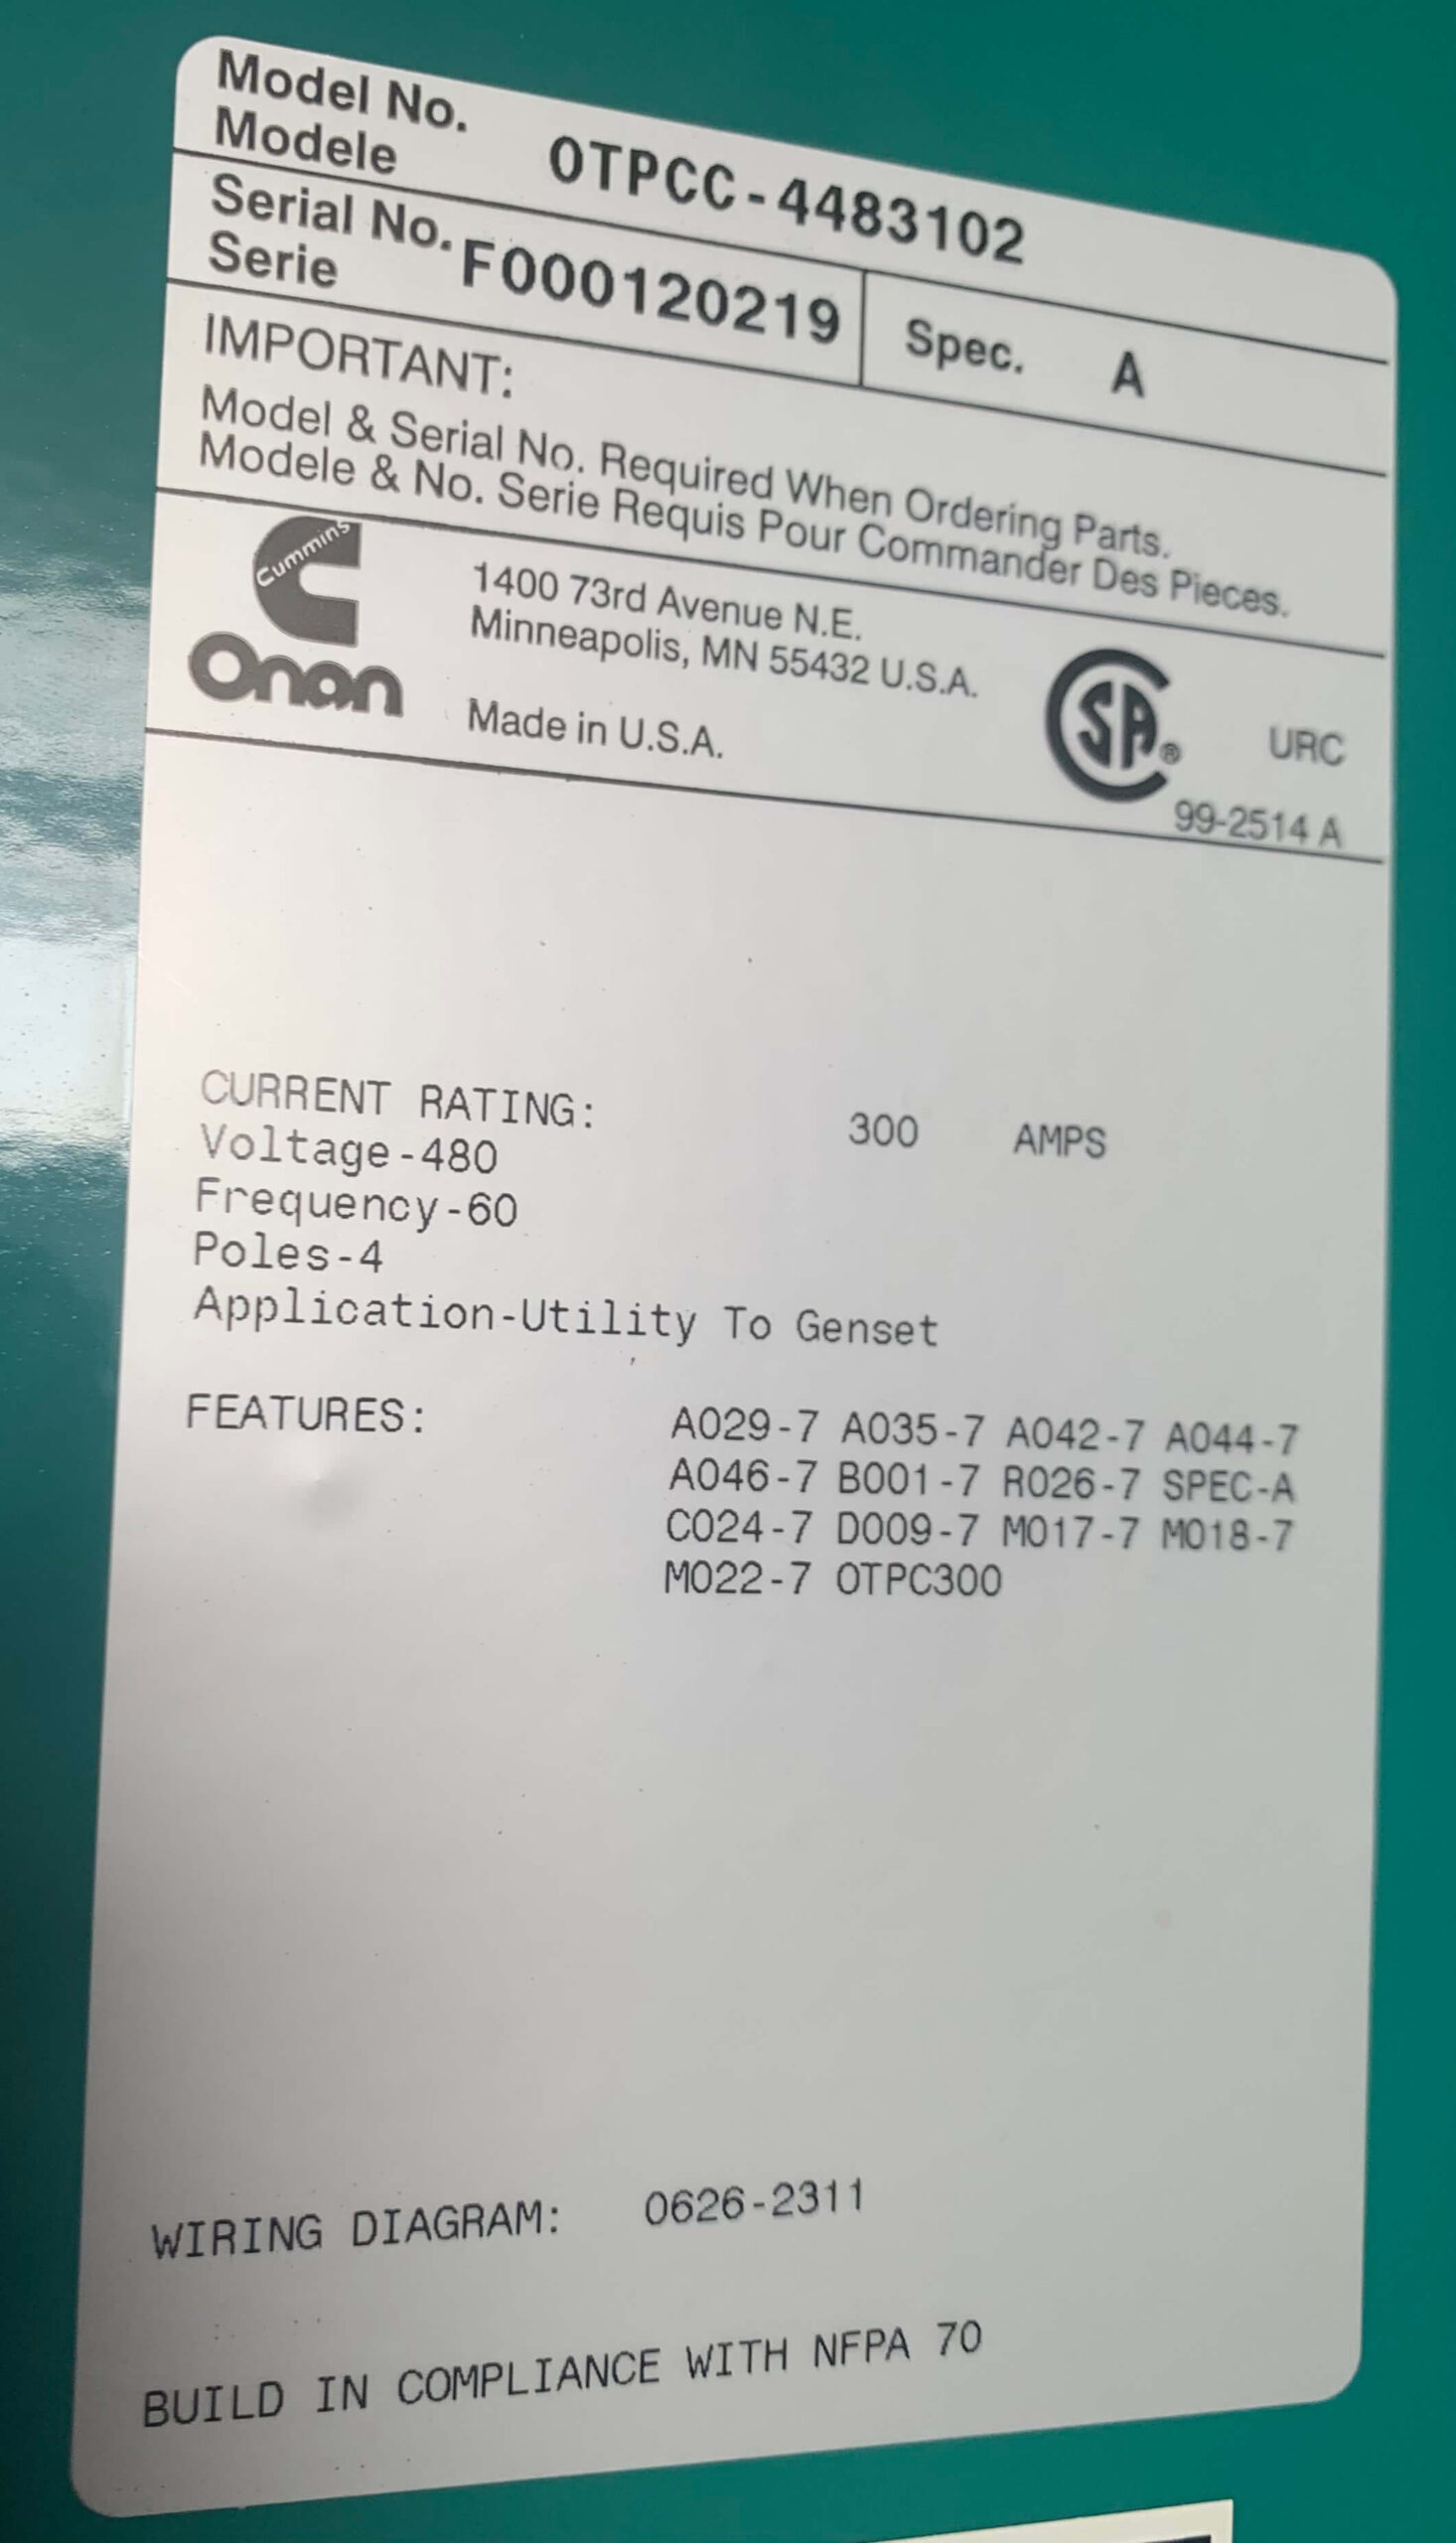 Model No.
Modele
OTPCC-4483102
Serial No.
Serie
F000120219
Spec. A
IMPORTANT:
Model & Serial No. Required When Ordering Parts.
Modele & No. Serie Requis Pour Commander Des Pieces.
Cummins
Onan
1400 73rd Avenue N.E.
Minneapolis, MN 55432 U.S.A.
Made in U.S.A.
SA®
URC
99-2514 A
CURRENT RATING: 300 AMPS
Voltage-480
Frequency-60
Poles-4
Application-Utility To Genset
FEATURES:
A029-7 A035-7 A042-7 A044-7
A046-7 B001-7 R026-7 SPEC-A
C024-7 D009-7 M017-7 M018-7
M022-7 OTPC300
WIRING DIAGRAM: 0626-2311
BUILD IN COMPLIANCE WITH NFPA 70